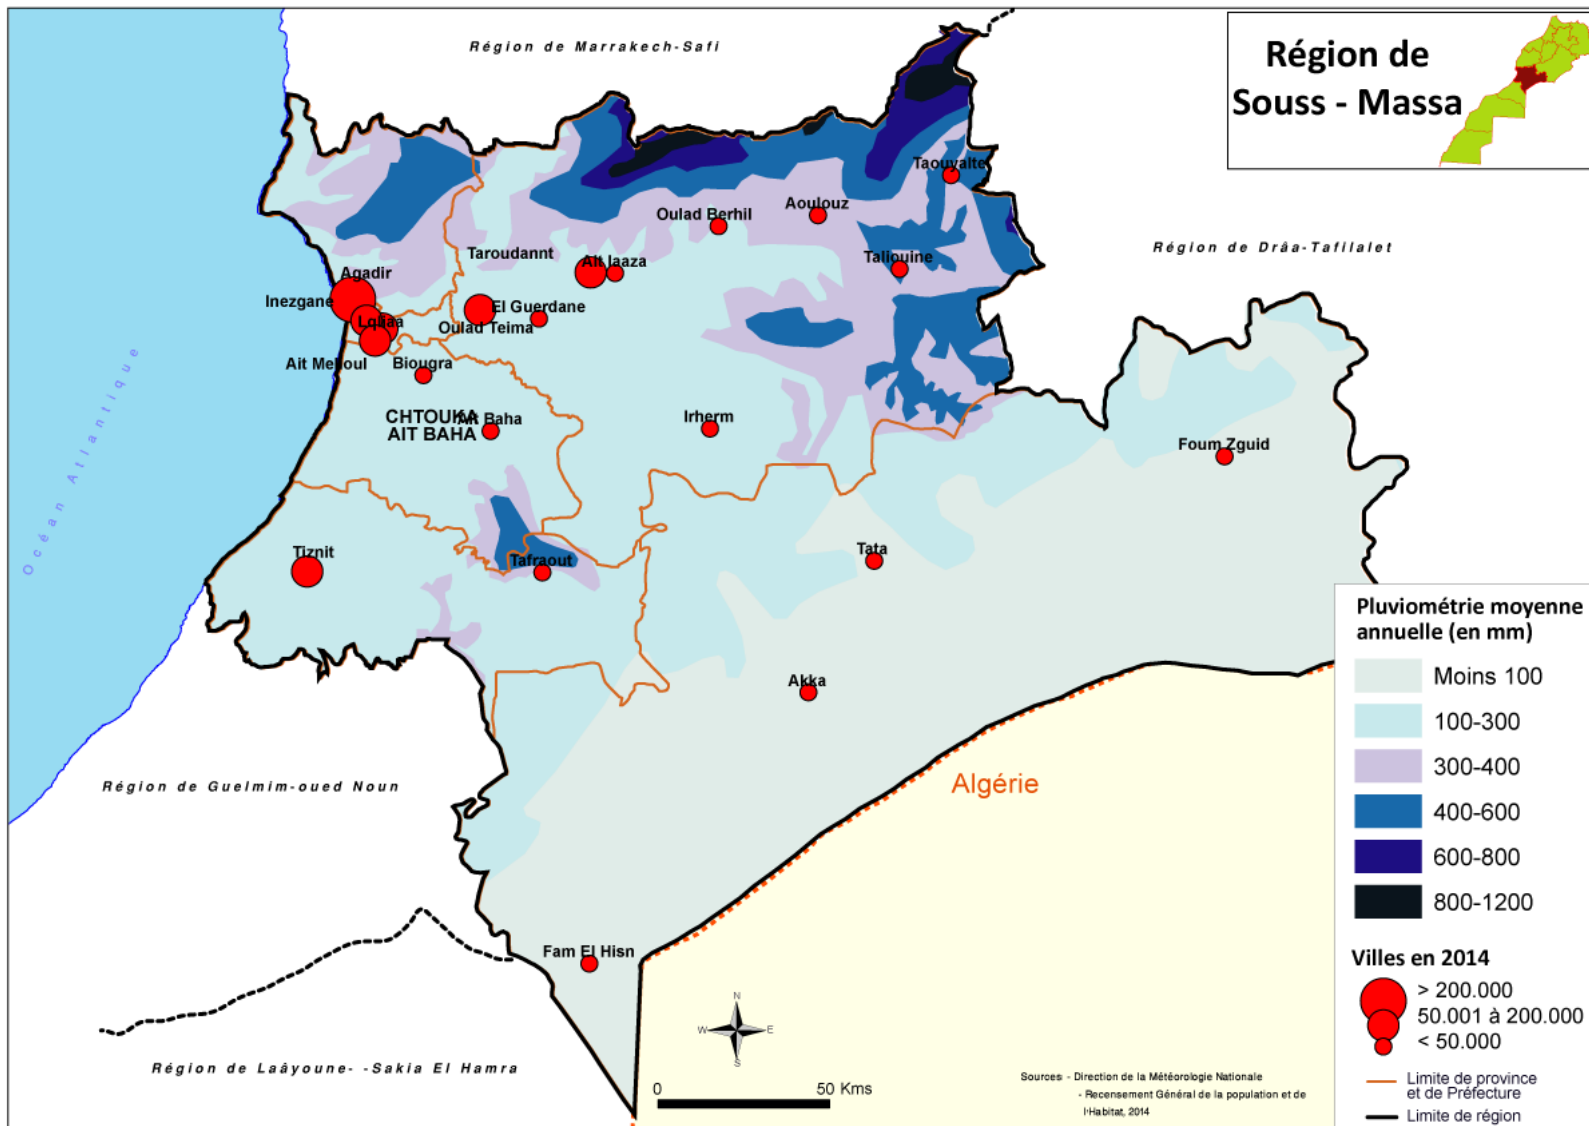 Région de Marrakech-Safi
Région de
Souss - Massa
Taouyalte
Oulad Berhil
Aoulouz
Région de Drâa-Tafilalet
Taroudannt
Ait Iaaza
Taliouine
Agadir
Inezgane
El Guerdane
Lqliaa
Oulad Teima
Ait Melloul
Biougra
CHTOUKA
AIT BAHA
Ait Baha
Irherm
Foum Zguid
Océan Atlantique
Tiznit
Tafraout
Tata
Akka
Algérie
Région de Guelmim-oued Noun
Fam El Hisn
Région de Laâyoune- -Sakia El Hamra
N
W
E
S
0
50 Kms
Sources - Direction de la Météorologie Nationale
- Recensement Général de la population et de
l'Habitat, 2014
Pluviométrie moyenne
annuelle (en mm)
Moins 100
100-300
300-400
400-600
600-800
800-1200
Villes en 2014
> 200.000
50.001 à 200.000
< 50.000
Limite de province
et de Préfecture
Limite de région